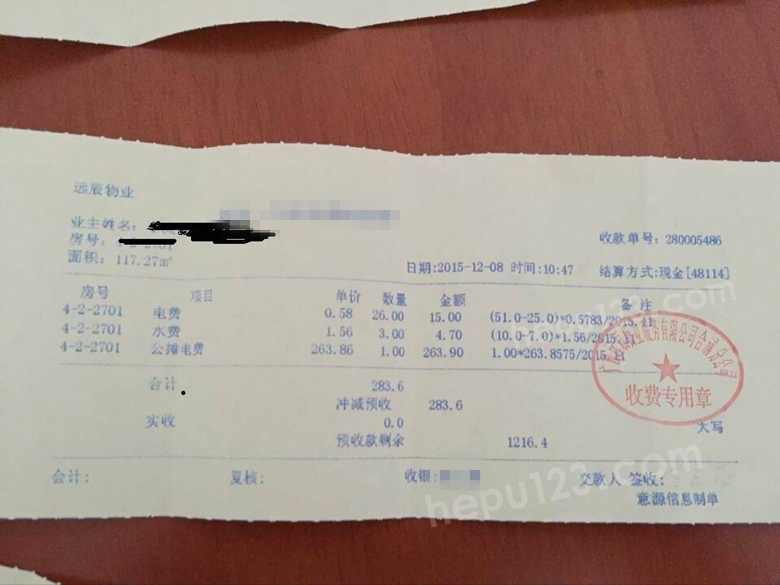 远辰物业
业主姓名:
房号:
面积: 117.27㎡
收款单号: 280005486
日期:2015-12-08 时间:10:47 结算方式:现金[48114]
房号 项目 单价 数量 金额 备 注
4-2-2701 电费 0.58 26.00 15.00 (51.0-25.0)*0.5783/2015.11
4-2-2701 水费 1.56 3.00 4.70 (10.0-7.0)*1.56/2015.11
4-2-2701 公摊电费 263.86 1.00 263.90 1.00*263.8575/2015.11
合计 283.6
冲减预收 283.6
实收 0.0 大写
预收款剩余 1216.4
收费专用章
会计: 复核: 收银: 交款人 签收:
意源信息制单
hepu123.com
hepu123.com